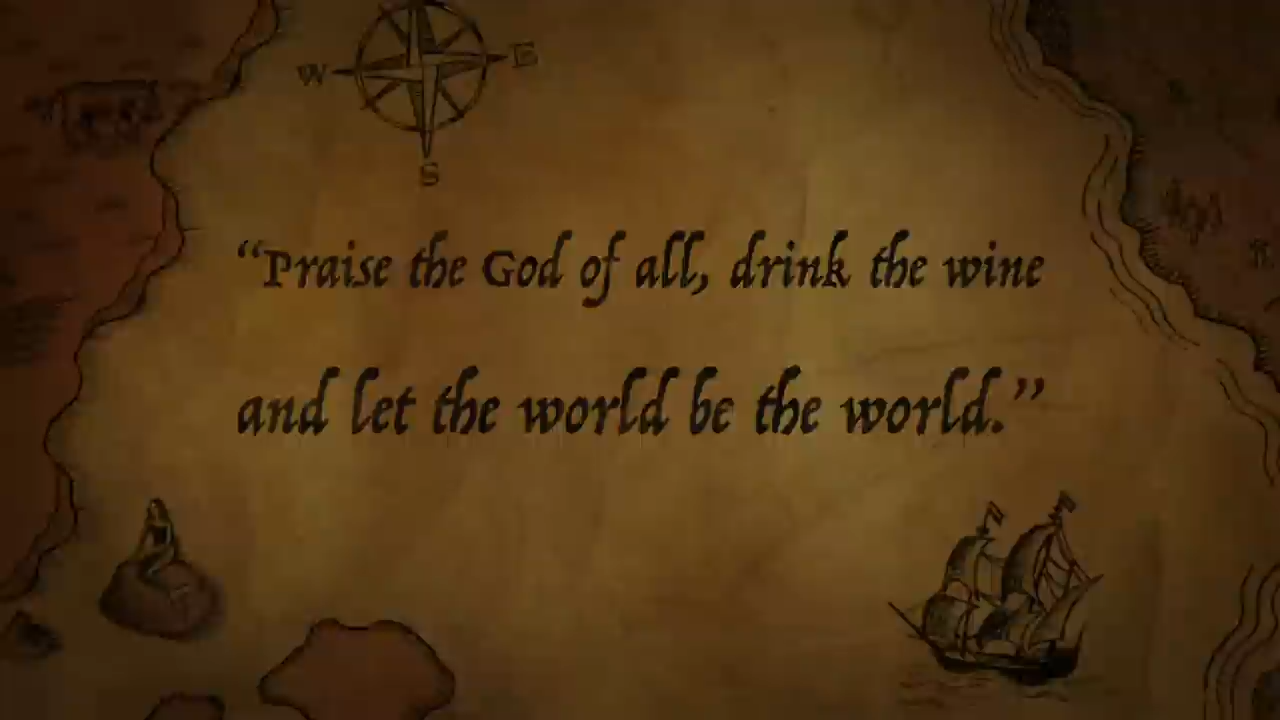 W E
S
“Praise the God of all, drink the wine
and let the world be the world.”